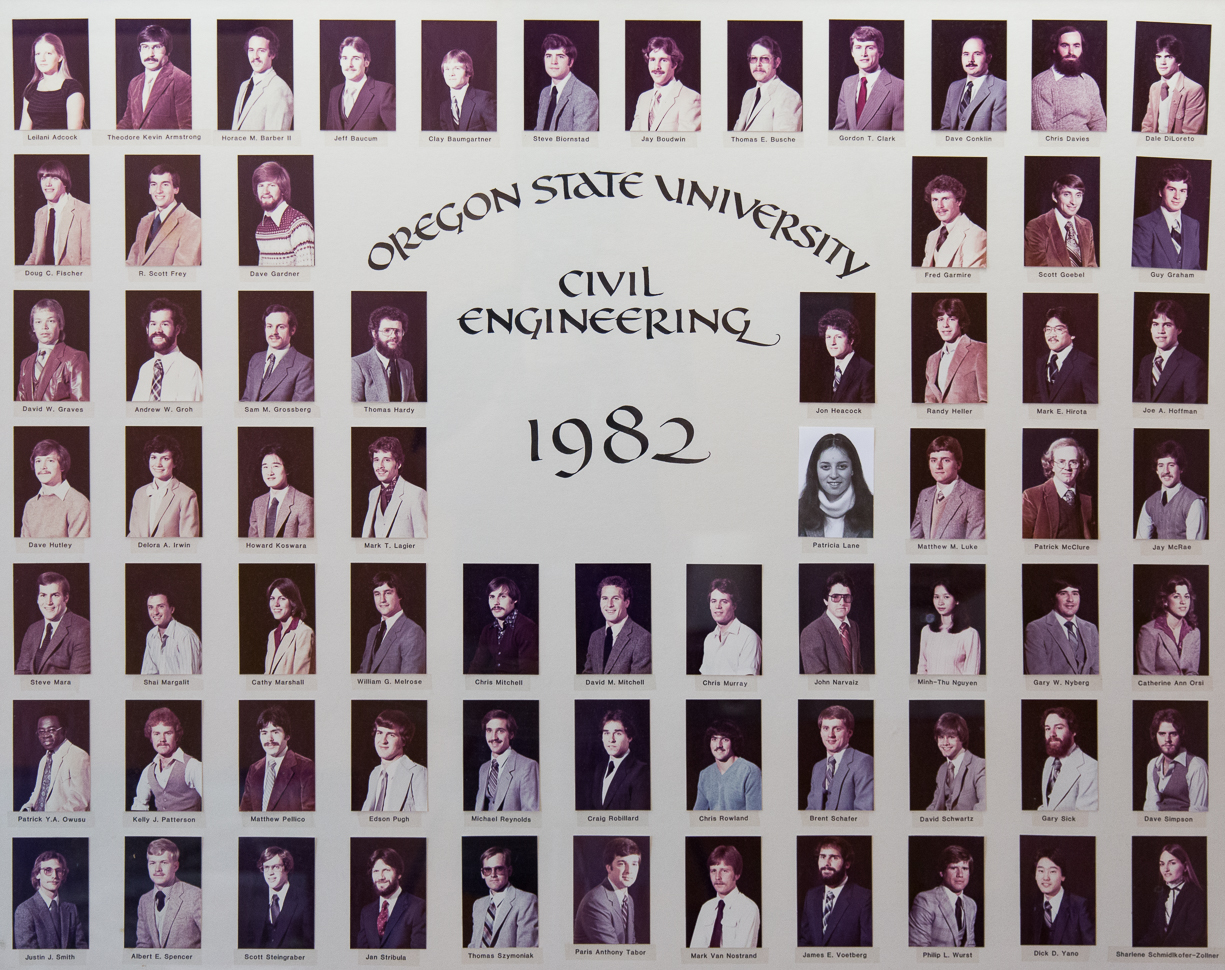 Leilani Adcock
Theodore Kevin Armstrong
Horace M. Barber II
Jeff Baucum
Clay Baumgartner
Steve Biornstad
Jay Boudwin
Thomas E. Busche
Gordon T. Clark
Dave Conklin
Chris Davies
Dale DiLoreto
OREGON STATE UNIVERSITY
CIVIL
ENGINEERING
1982
Doug C. Fischer
R. Scott Frey
Dave Gardner
Fred Garmire
Scott Goebel
Guy Graham
David W. Graves
Andrew W. Groh
Sam M. Grossberg
Thomas Hardy
Jon Heacock
Randy Heller
Mark E. Hirota
Joe A. Hoffman
Dave Hutley
Delora A. Irwin
Howard Koswara
Mark T. Lagier
Patricia Lane
Matthew M. Luke
Patrick McClure
Jay McRae
Steve Mara
Shai Margalit
Cathy Marshall
William G. Melrose
Chris Mitchell
David M. Mitchell
Chris Murray
John Narvaiz
Minh-Thu Nguyen
Gary W. Nyberg
Catherine Ann Orsi
Patrick Y.A. Owusu
Kelly J. Patterson
Matthew Pellico
Edson Pugh
Michael Reynolds
Craig Robillard
Chris Rowland
Brent Schafer
David Schwartz
Gary Sick
Dave Simpson
Justin J. Smith
Albert E. Spencer
Scott Steingraber
Jan Stribula
Thomas Szymoniak
Paris Anthony Tabor
Mark Van Nostrand
James E. Voetberg
Philip L. Wurst
Dick D. Yano
Sharlene Schmidlkofer-Zollner